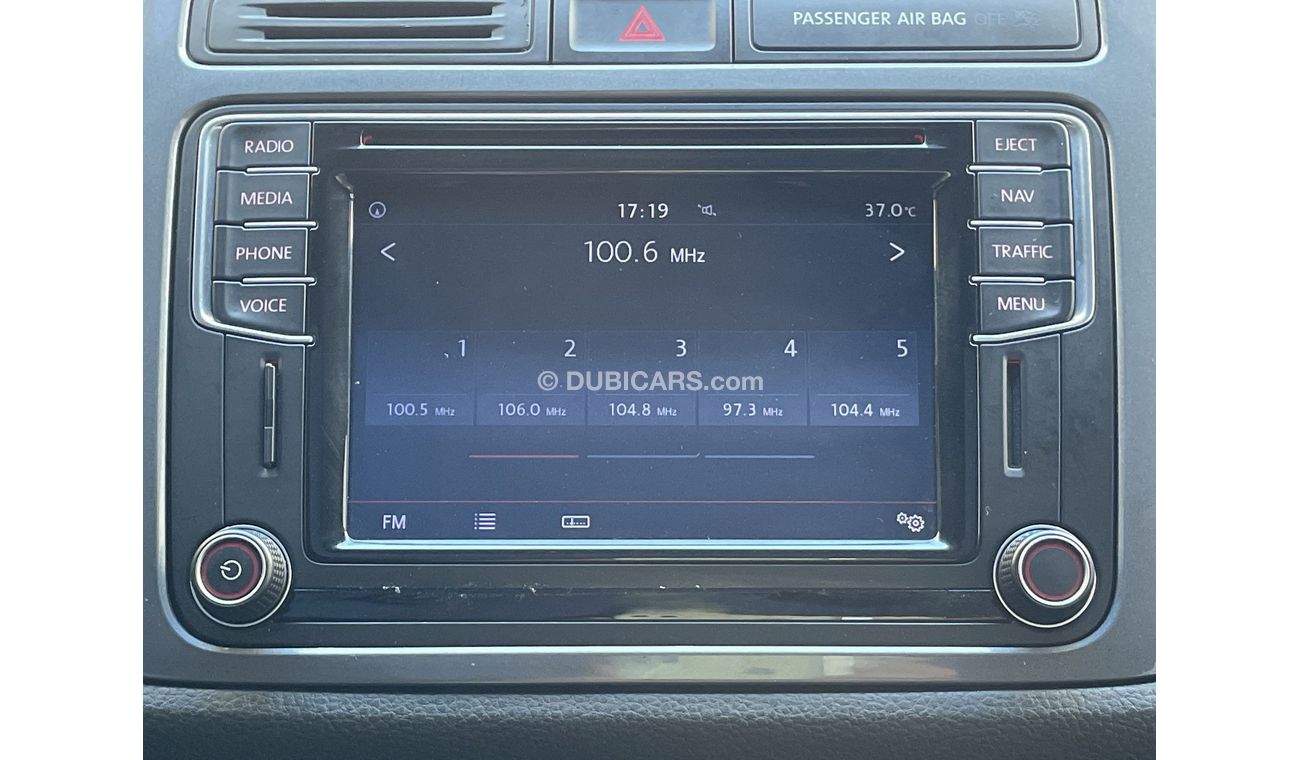 PASSENGER AIR BAG OFF
RADIO
MEDIA
PHONE
VOICE
EJECT
NAV
TRAFFIC
MENU
17:19
37.0°C
< 100.6 MHz >
1 2 3 4 5
© DUBICARS.com
100.5 MHz 106.0 MHz 104.8 MHz 97.3 MHz 104.4 MHz
FM